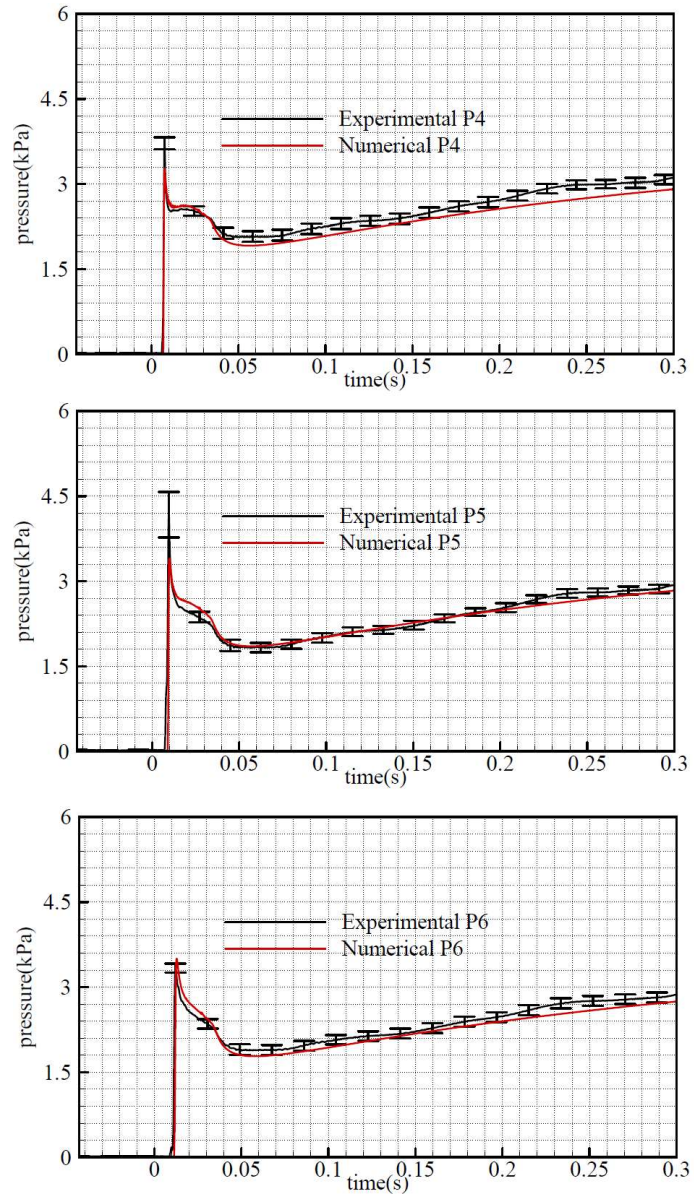 6
4.5
3
1.5
0
pressure(kPa)
Experimental P4
Numerical P4
0 0.05 0.1 0.15 0.2 0.25 0.3
time(s)
6
4.5
3
1.5
0
pressure(kPa)
Experimental P5
Numerical P5
0 0.05 0.1 0.15 0.2 0.25 0.3
time(s)
6
4.5
3
1.5
0
pressure(kPa)
Experimental P6
Numerical P6
0 0.05 0.1 0.15 0.2 0.25 0.3
time(s)